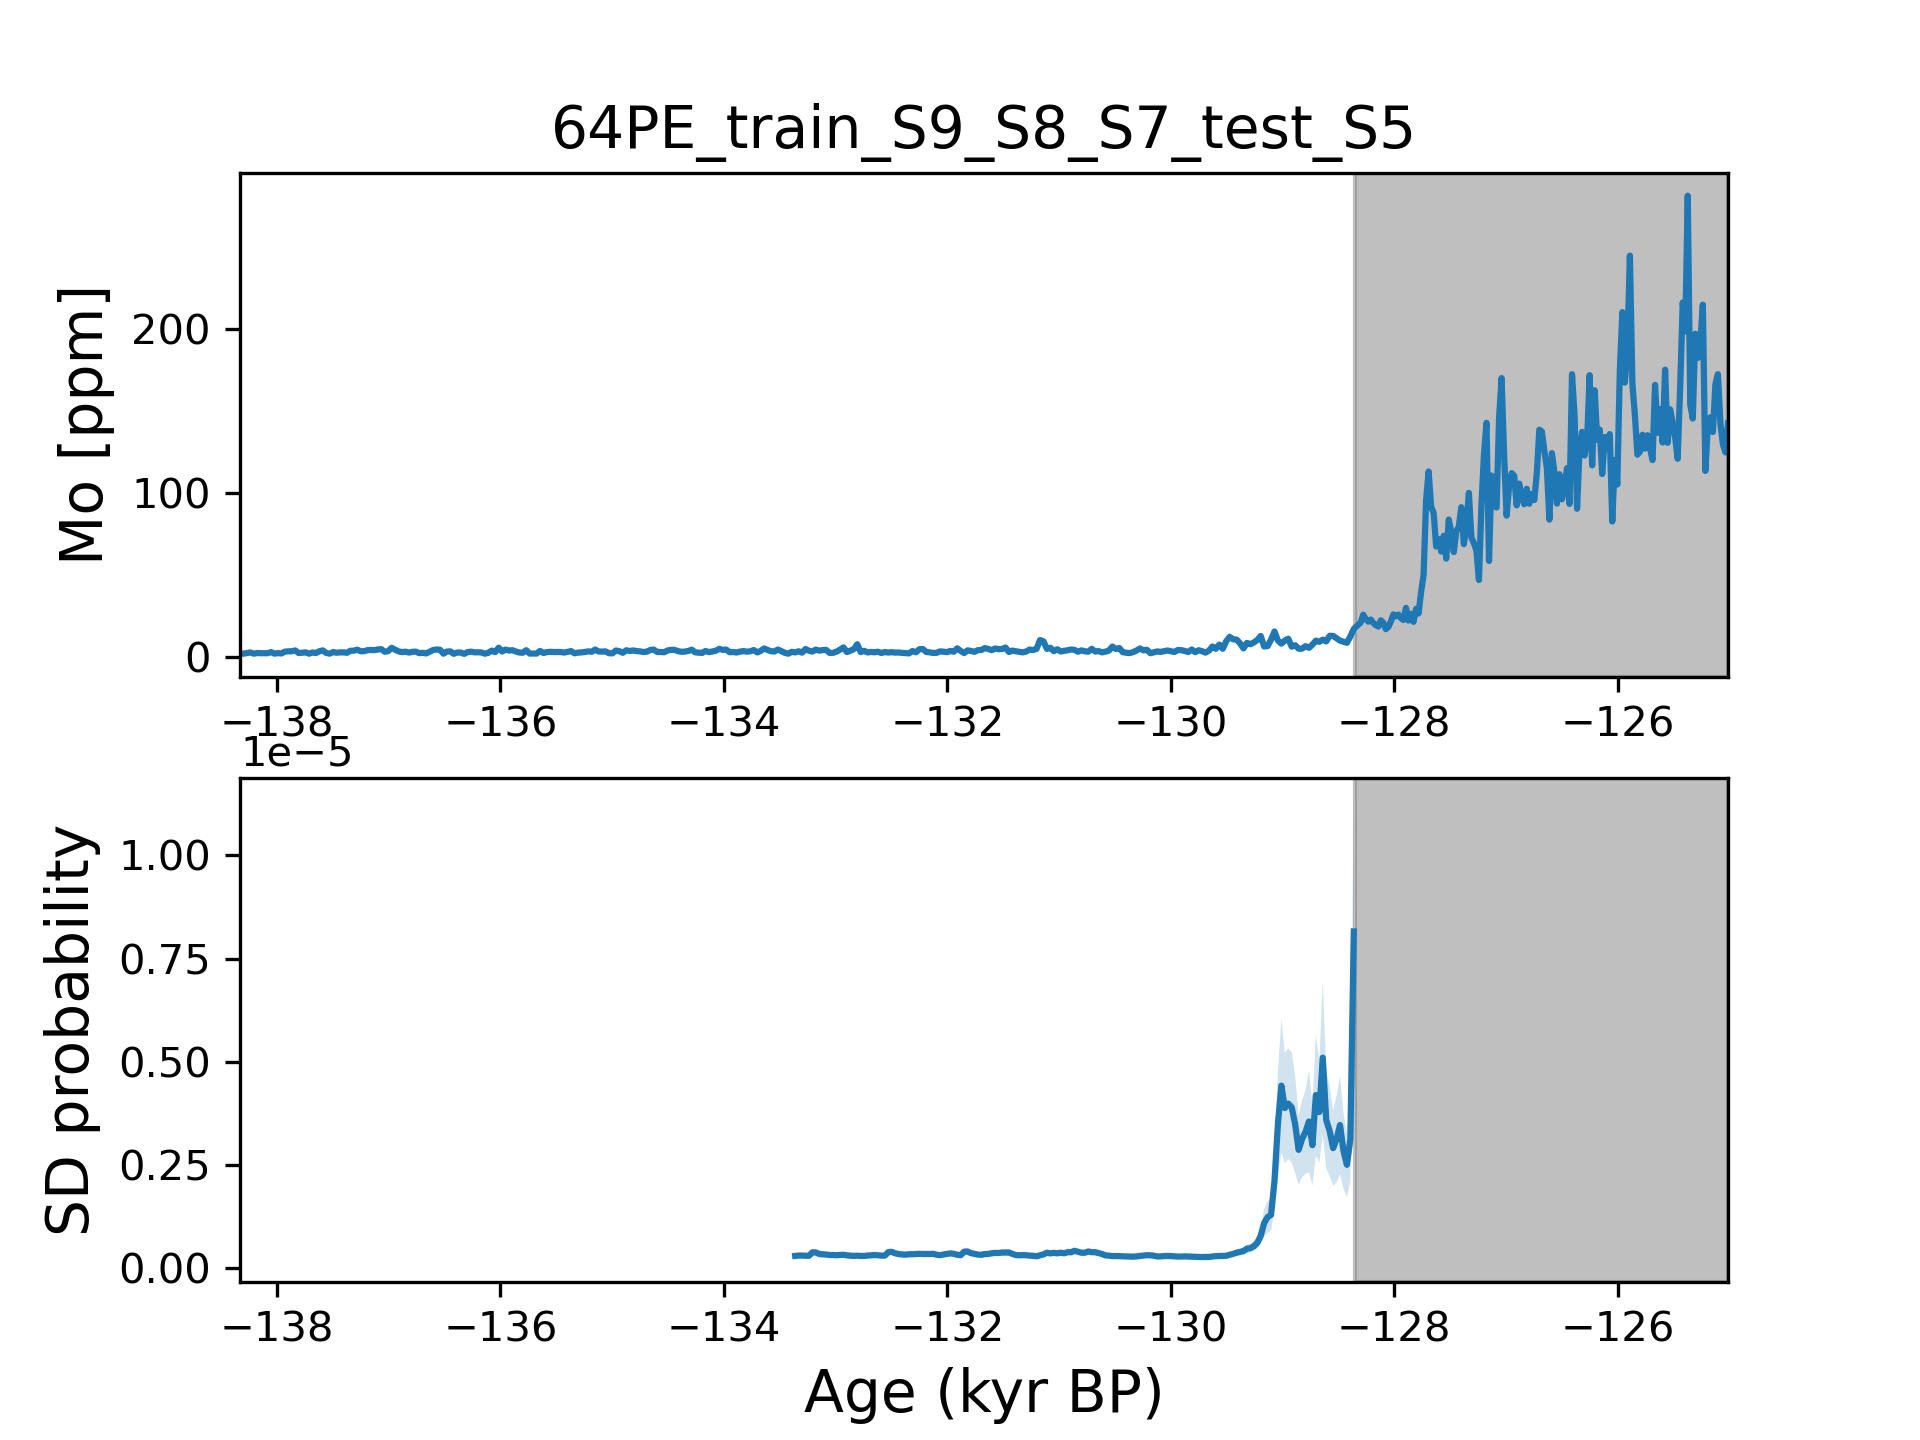 64PE_train_S9_S8_S7_test_S5
Mo [ppm]
200
100
0
−138 −136 −134 −132 −130 −128 −126
1e−5
SD probability
1.00
0.75
0.50
0.25
0.00
−138 −136 −134 −132 −130 −128 −126
Age (kyr BP)